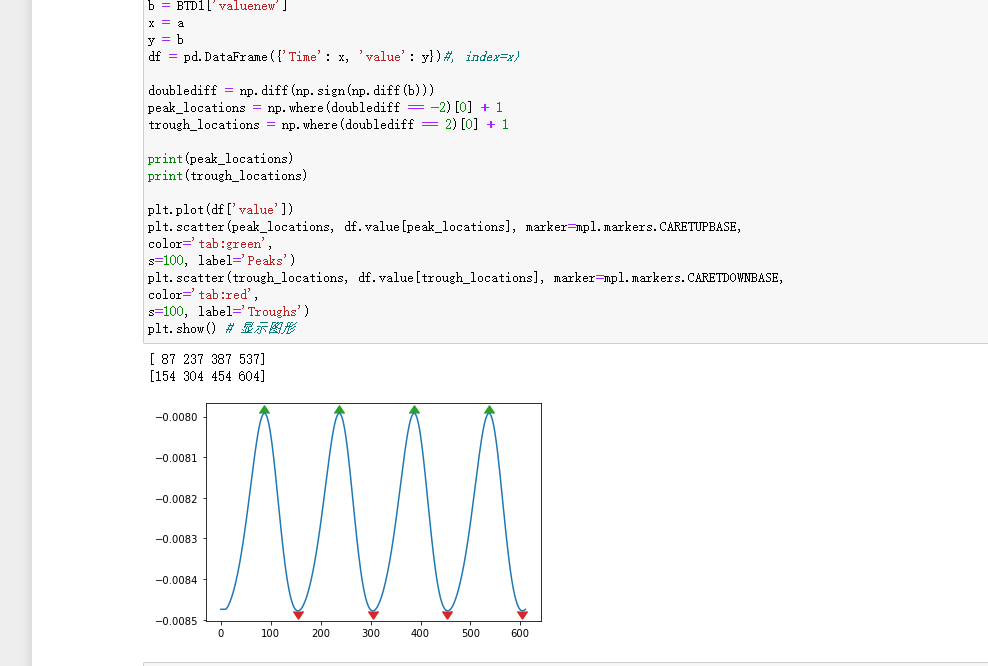 b = BTD1['valuenew']
x = a
y = b
df = pd.DataFrame({'Time': x, 'value': y})#, index=x)
doublediff = np.diff(np.sign(np.diff(b)))
peak_locations = np.where(doublediff == -2)[0] + 1
trough_locations = np.where(doublediff == 2)[0] + 1
print(peak_locations)
print(trough_locations)
plt.plot(df['value'])
plt.scatter(peak_locations, df.value[peak_locations], marker=mpl.markers.CARETUPBASE,
color='tab:green',
s=100, label='Peaks')
plt.scatter(trough_locations, df.value[trough_locations], marker=mpl.markers.CARETDOWNBASE,
color='tab:red',
s=100, label='Troughs')
plt.show() # 显示图形
[ 87 237 387 537]
[154 304 454 604]
−0.0080
−0.0081
−0.0082
−0.0083
−0.0084
−0.0085
0 100 200 300 400 500 600